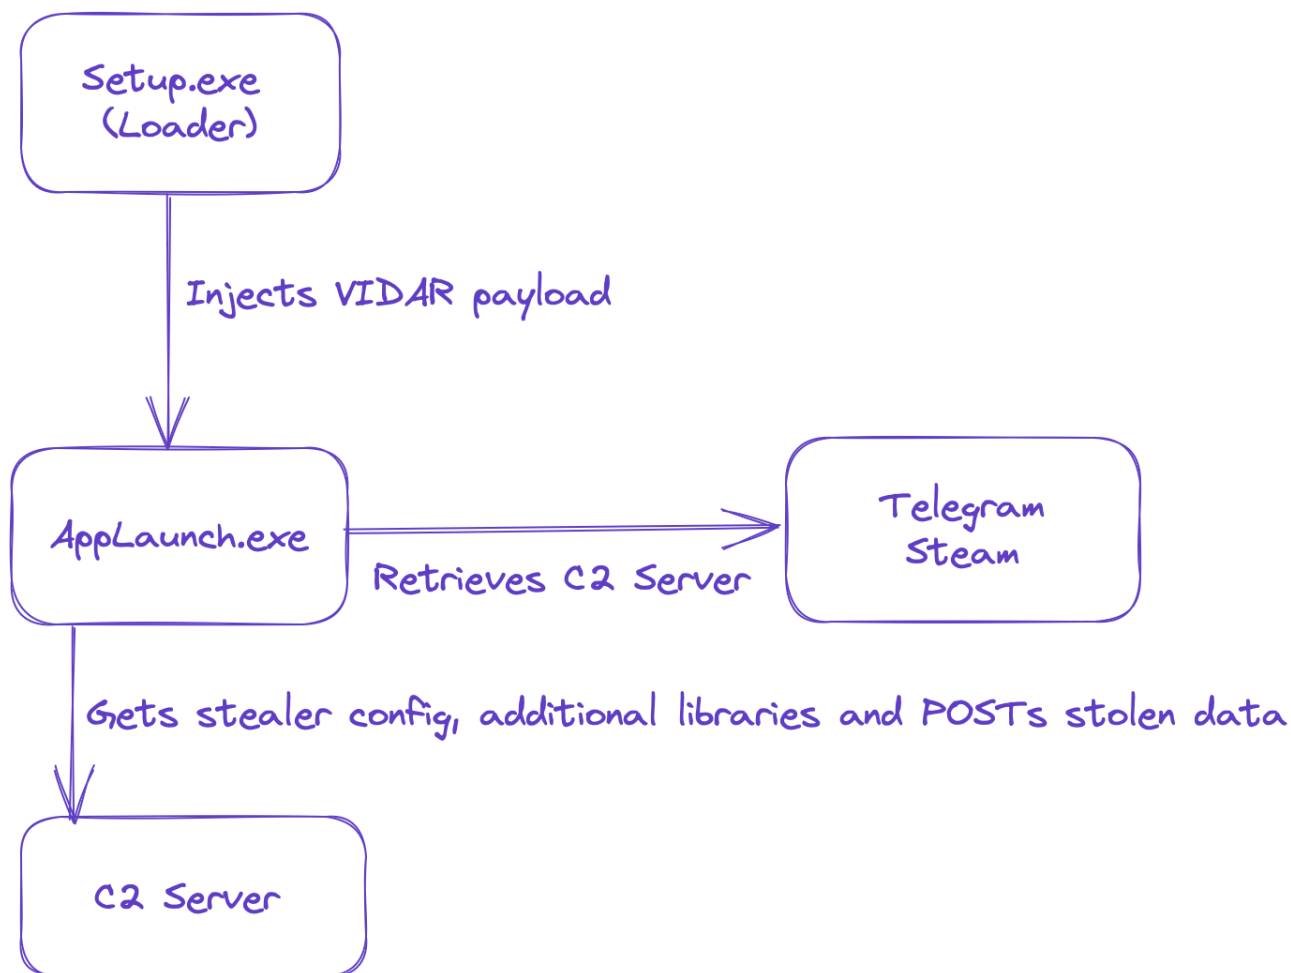 Setup.exe
(Loader)
Injects VIDAR payload
AppLaunch.exe
Telegram
Steam
Retrieves C2 Server
Gets stealer config, additional libraries and POSTs stolen data
C2 Server